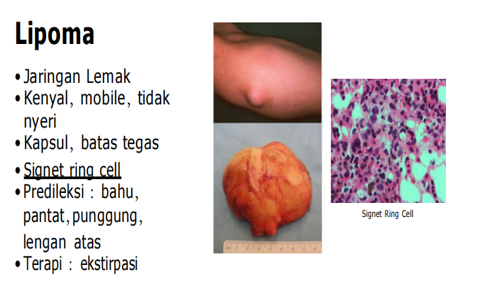 Lipoma
• Jaringan Lemak
• Kenyal, mobile, tidak
nyeri
• Kapsul, batas tegas
• Signet ring cell
• Predileksi : bahu,
pantat, punggung,
lengan atas
• Terapi : ekstirpasi
Signet Ring Cell